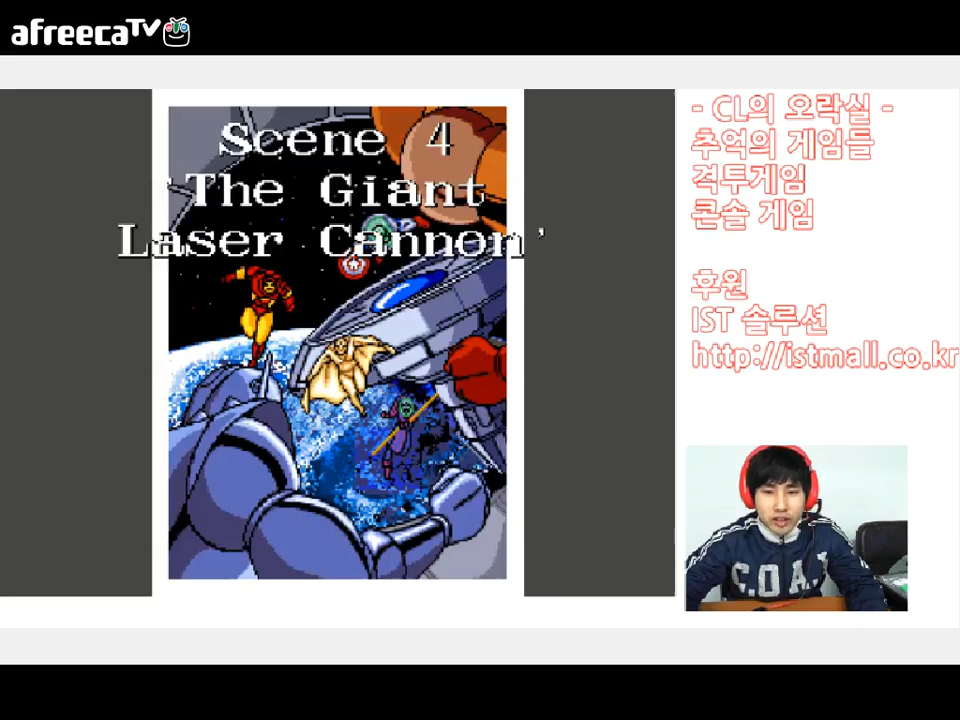 afreecaTV
Scene 4
'The Giant
Laser Cannon'
- CL의 오락실 -
추억의 게임들
격투게임
콘솔 게임
후원
IST 솔루션
http://istmall.co.kr
C.O.A.